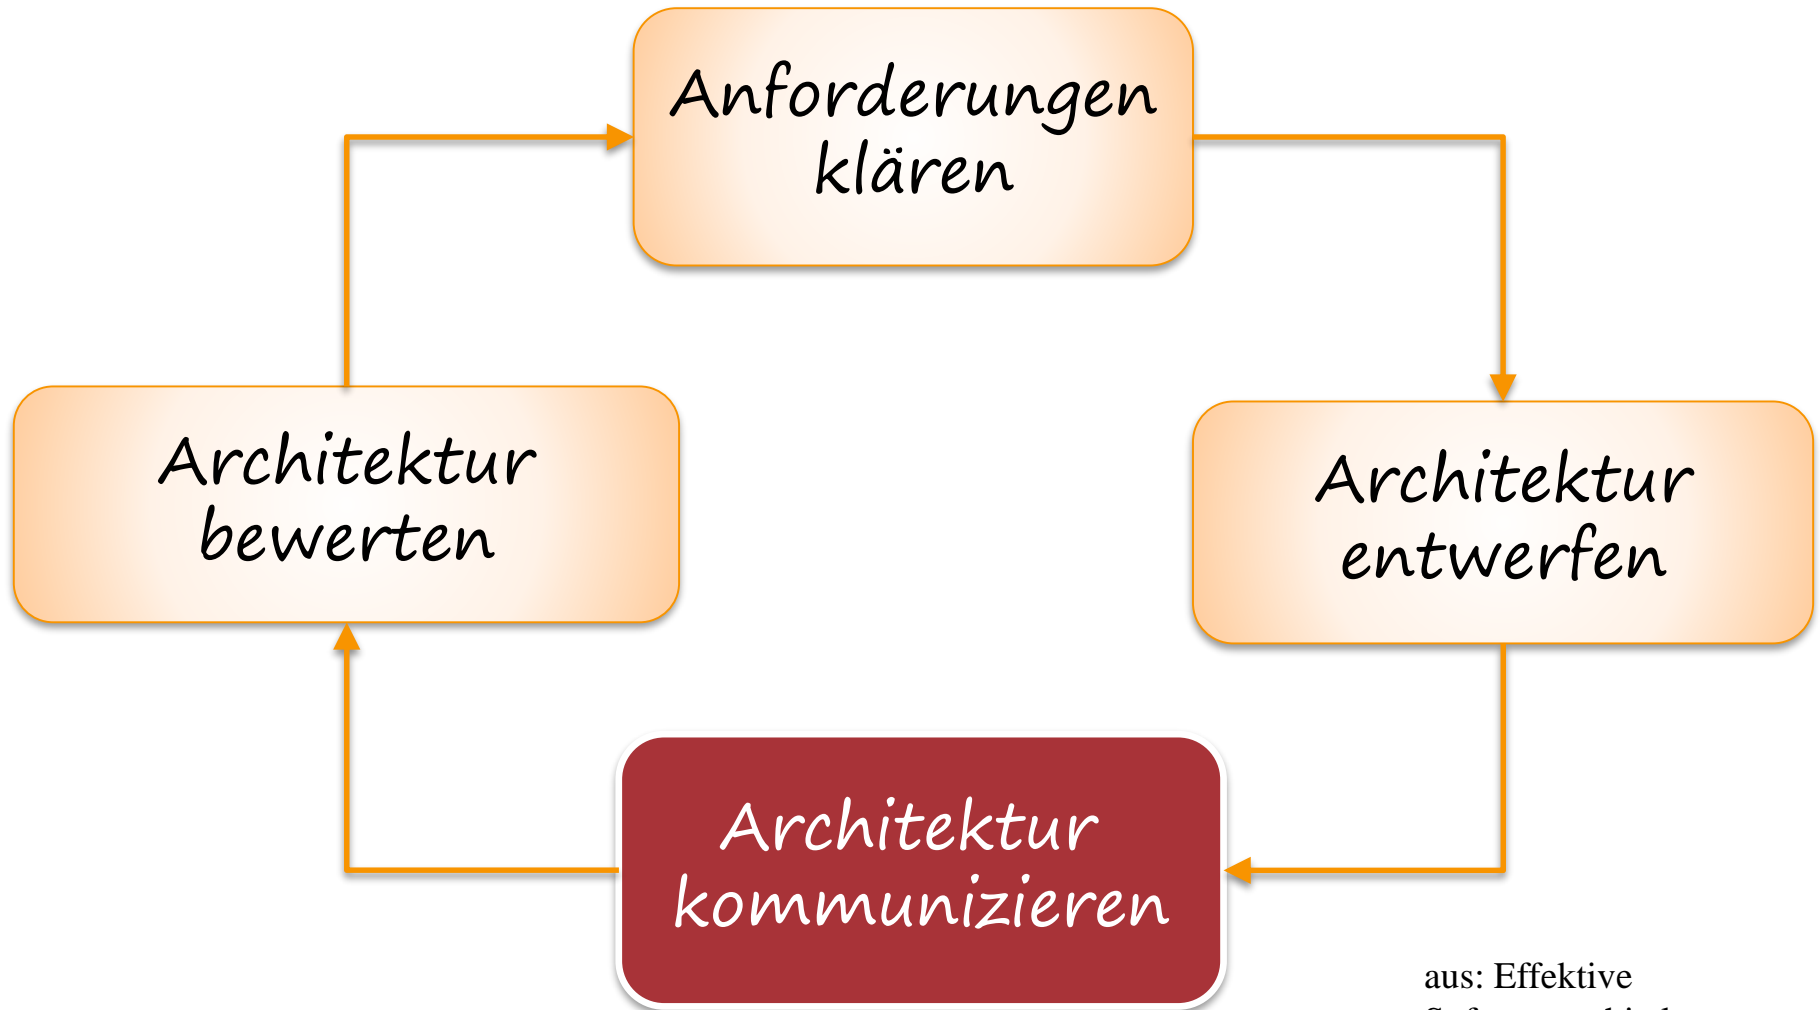 Anforderungen
klären
Architektur
bewerten
Architektur
entwerfen
Architektur
kommunizieren
aus: Effektive